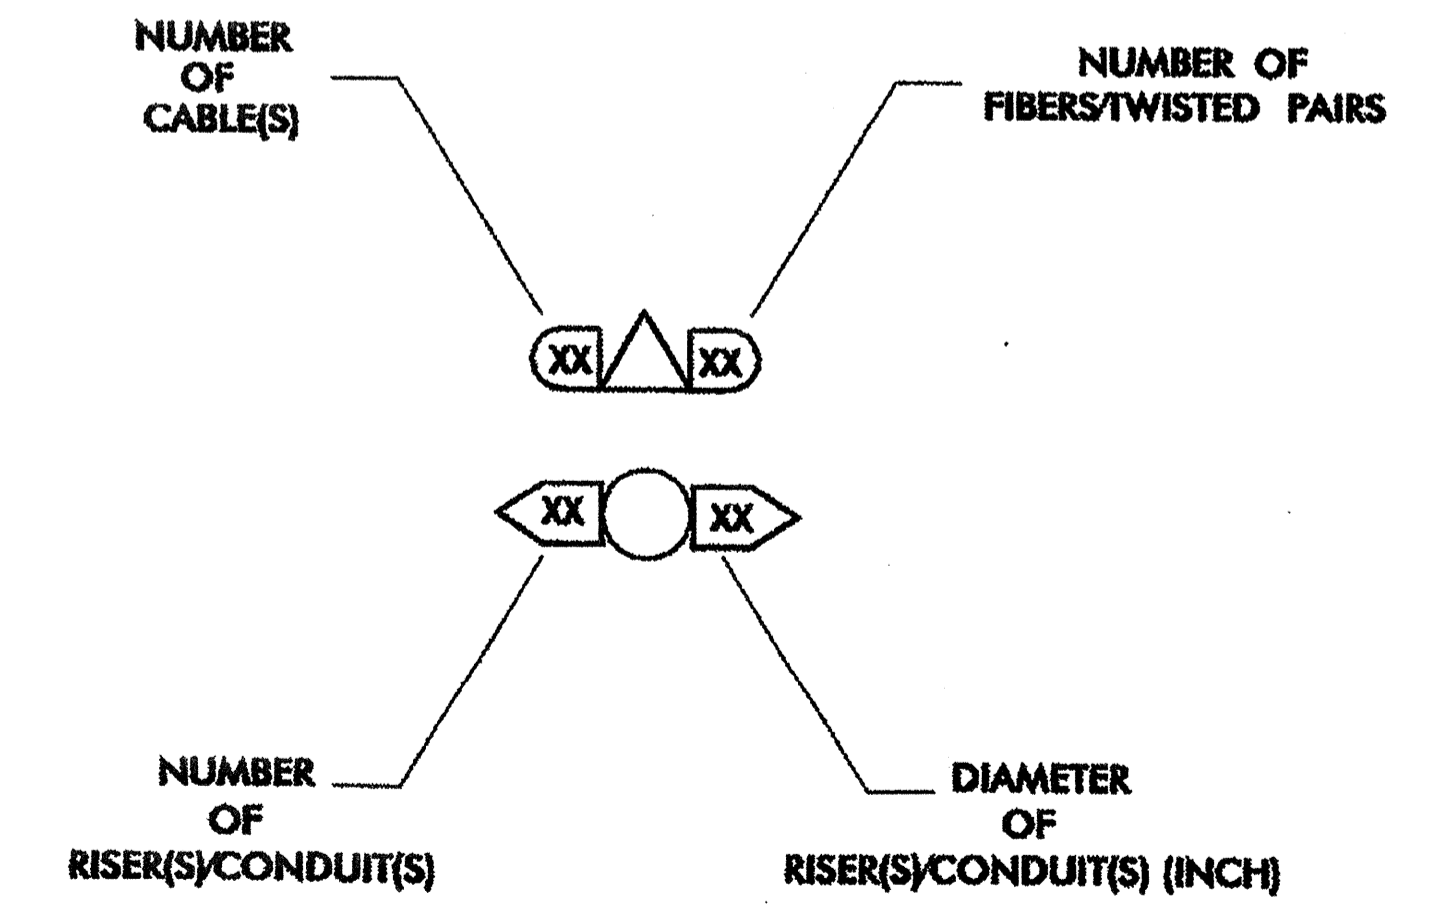 NUMBER
OF
CABLE(S)
NUMBER OF
FIBERS/TWISTED PAIRS
XX XX
XX XX
NUMBER
OF
RISER(S)/CONDUIT(S)
DIAMETER
OF
RISER(S)/CONDUIT(S) (INCH)